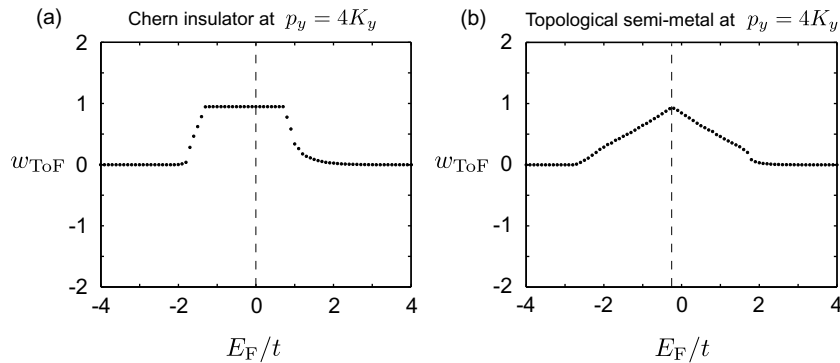 (a) Chern insulator at p_y = 4K_y
2
1
w_ToF 0
-1
-2
-4 -2 0 2 4
E_F/t
(b) Topological semi-metal at p_y = 4K_y
2
1
w_ToF 0
-1
-2
-4 -2 0 2 4
E_F/t